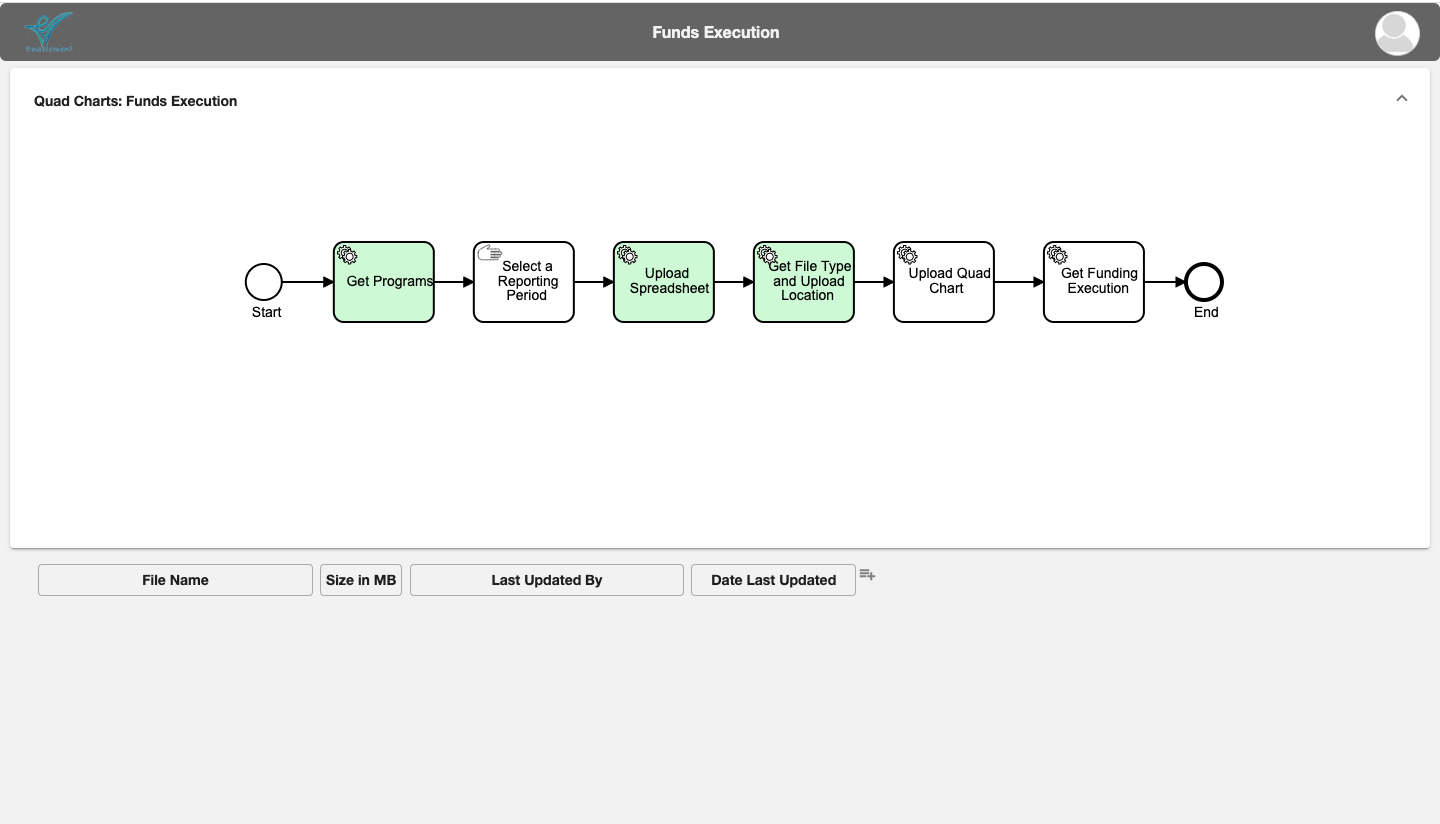 Enablement
Funds Execution
Quad Charts: Funds Execution
Start
Get Programs
Select a
Reporting
Period
Upload
Spreadsheet
Get File Type
and Upload
Location
Upload Quad
Chart
Get Funding
Execution
End
File Name
Size in MB
Last Updated By
Date Last Updated